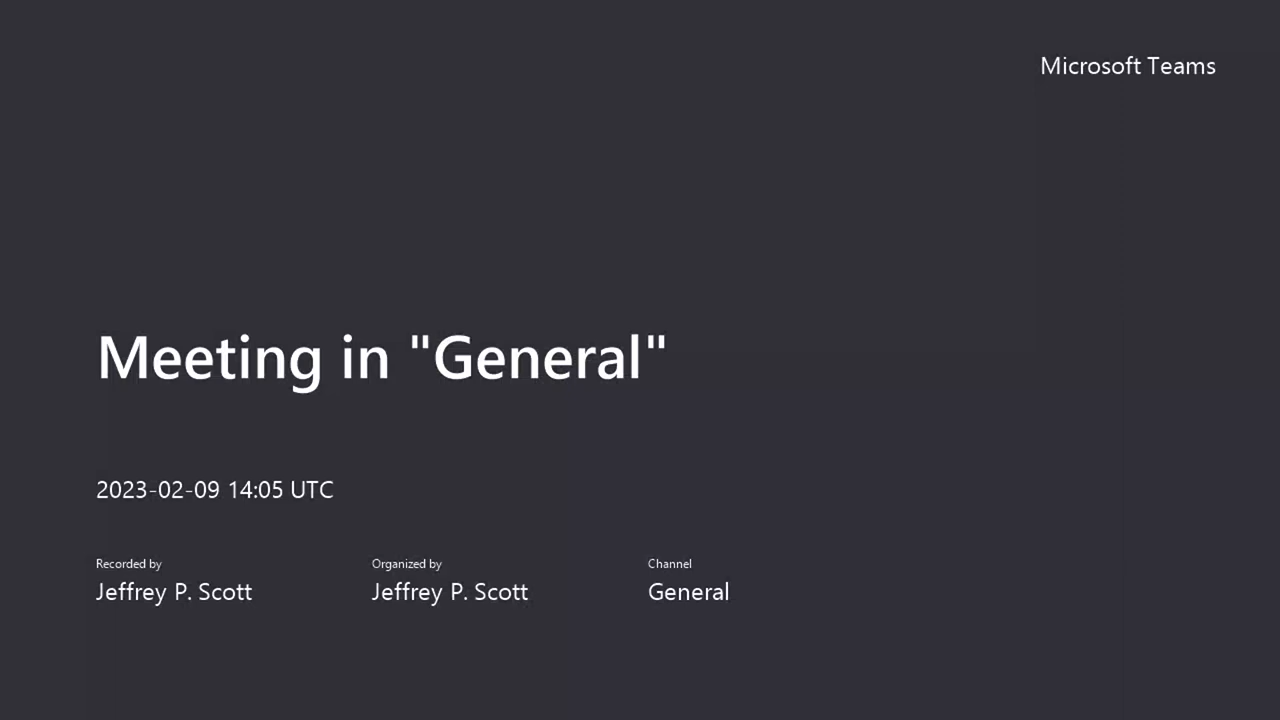 Microsoft Teams
Meeting in "General"
2023-02-09 14:05 UTC
Recorded by
Jeffrey P. Scott
Organized by
Jeffrey P. Scott
Channel
General